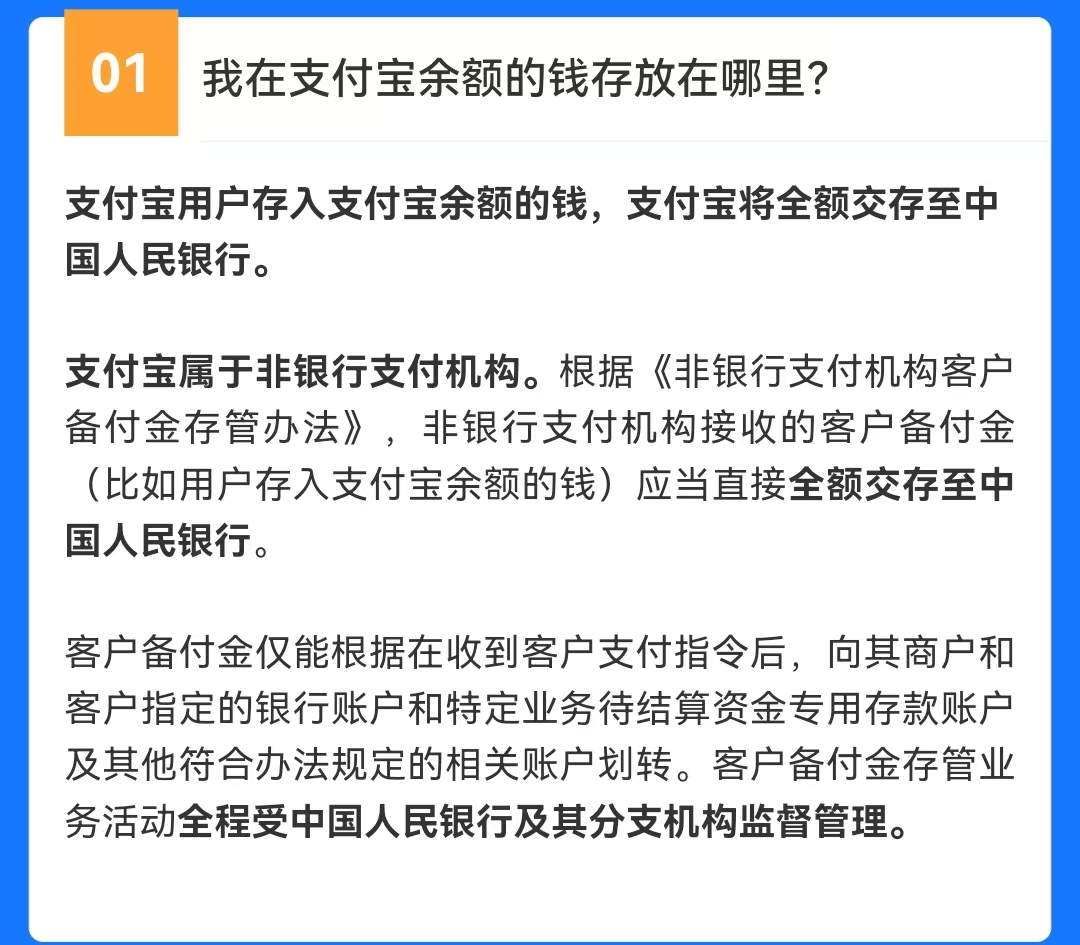 01
我在支付宝余额的钱存放在哪里？
支付宝用户存入支付宝余额的钱，支付宝将全额交存至中
国人民银行。
支付宝属于非银行支付机构。根据《非银行支付机构客户
备付金存管办法》，非银行支付机构接收的客户备付金
（比如用户存入支付宝余额的钱）应当直接全额交存至中
国人民银行。
客户备付金仅能根据在收到客户支付指令后，向其商户和
客户指定的银行账户和特定业务待结算资金专用存款账户
及其他符合办法规定的相关账户划转。客户备付金存管业
务活动全程受中国人民银行及其分支机构监督管理。